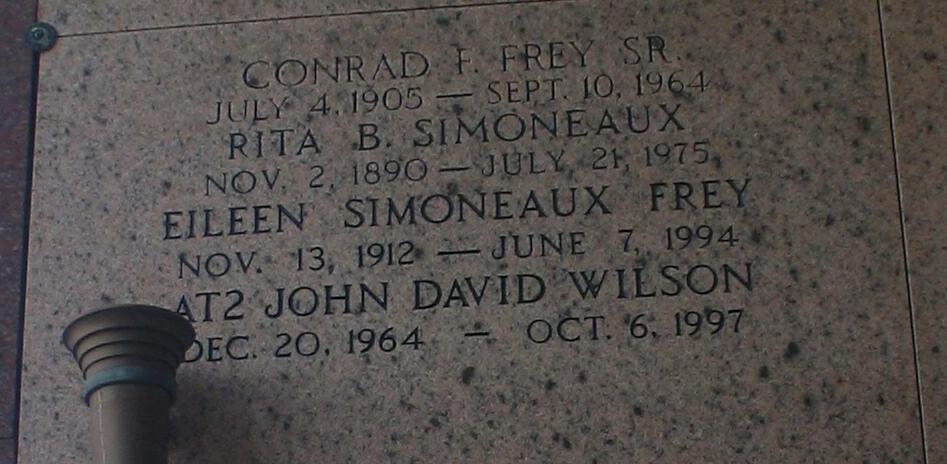 CONRAD F. FREY SR.
JULY 4, 1905 — SEPT. 10, 1964
RITA B. SIMONEAUX
NOV. 2, 1890 — JULY, 21, 1975
EILEEN SIMONEAUX FREY
NOV. 13, 1912 — JUNE 7, 1994
AT2 JOHN DAVID WILSON
DEC. 20, 1964 — OCT. 6, 1997